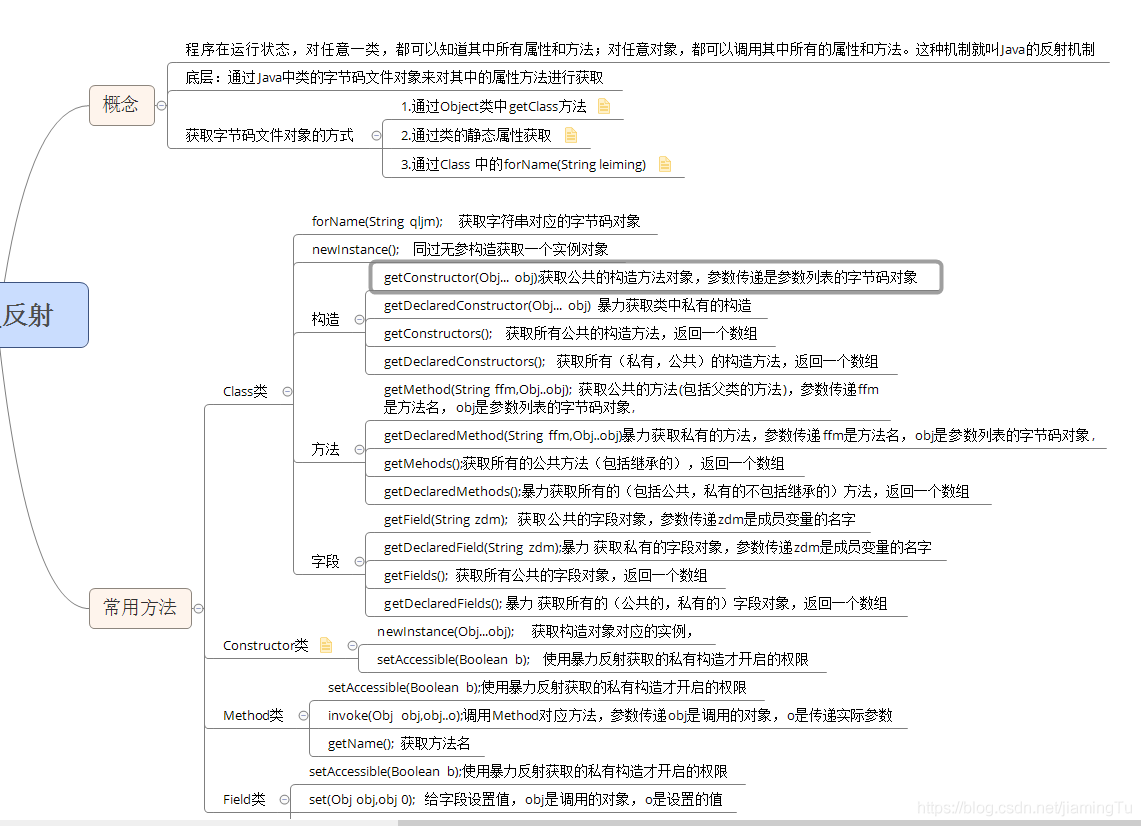 程序在运行状态，对任意一类，都可以知道其中所有属性和方法；对任意对象，都可以调用其中所有的属性和方法。这种机制就叫Java的反射机制
概念
底层：通过Java中类的字节码文件对象来对其中的属性方法进行获取
获取字节码文件对象的方式
1.通过Object类中getClass方法
2.通过类的静态属性获取
3.通过Class 中的forName(String leiming)
反射
常用方法
Class类
forName(String qljm); 获取字符串对应的字节码对象
newInstance(); 同过无参构造获取一个实例对象
构造
getConstructor(Obj... obj);获取公共的构造方法对象，参数传递是参数列表的字节码对象
getDeclaredConstructor(Obj... obj) 暴力获取类中私有的构造
getConstructors(); 获取所有公共的构造方法，返回一个数组
getDeclaredConstructors(); 获取所有（私有，公共）的构造方法，返回一个数组
方法
getMethod(String ffm,Obj..obj); 获取公共的方法(包括父类的方法)，参数传递ffm
是方法名，obj是参数列表的字节码对象,
getDeclaredMethod(String ffm,Obj..obj)暴力获取私有的方法，参数传递ffm是方法名，obj是参数列表的字节码对象,
getMehods();获取所有的公共方法（包括继承的），返回一个数组
getDeclaredMethods();暴力获取所有的（包括公共，私有的不包括继承的）方法，返回一个数组
字段
getField(String zdm); 获取公共的字段对象，参数传递zdm是成员变量的名字
getDeclaredField(String zdm);暴力 获取私有的字段对象，参数传递zdm是成员变量的名字
getFields(); 获取所有公共的字段对象，返回一个数组
getDeclaredFields(); 暴力 获取所有的（公共的，私有的）字段对象，返回一个数组
Constructor类
newInstance(Obj...obj); 获取构造对象对应的实例，
setAccessible(Boolean b); 使用暴力反射获取的私有构造才开启的权限
Method类
setAccessible(Boolean b);使用暴力反射获取的私有构造才开启的权限
invoke(Obj obj,obj..o);调用Method对应方法，参数传递obj是调用的对象，o是传递实际参数
getName(); 获取方法名
Field类
setAccessible(Boolean b);使用暴力反射获取的私有构造才开启的权限
set(Obj obj,obj 0); 给字段设置值，obj是调用的对象，o是设置的值
https://blog.csdn.net/jiamingTu